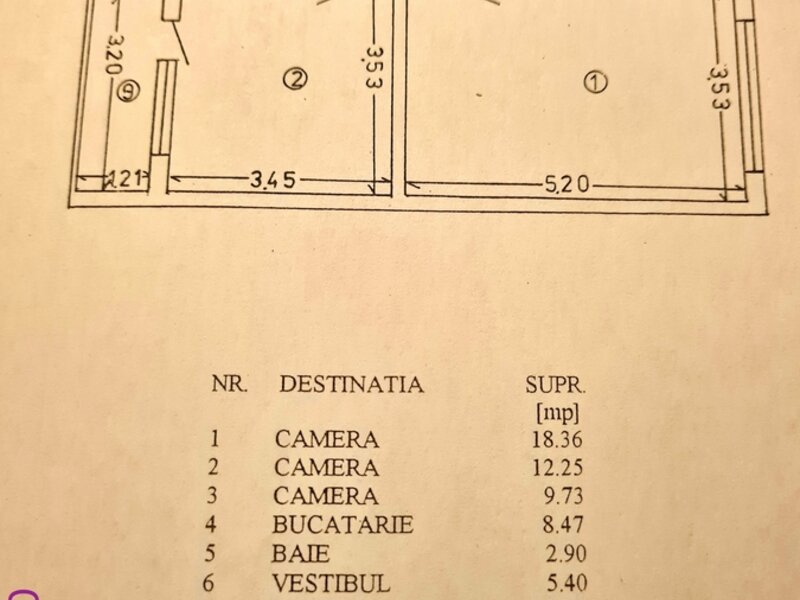 3.20
3,53
3,53
9
2
1
1,21
3.45
5,20
NR. DESTINATIA SUPR.
[mp]
1 CAMERA 18.36
2 CAMERA 12.25
3 CAMERA 9.73
4 BUCATARIE 8.47
5 BAIE 2.90
6 VESTIBUL 5.40